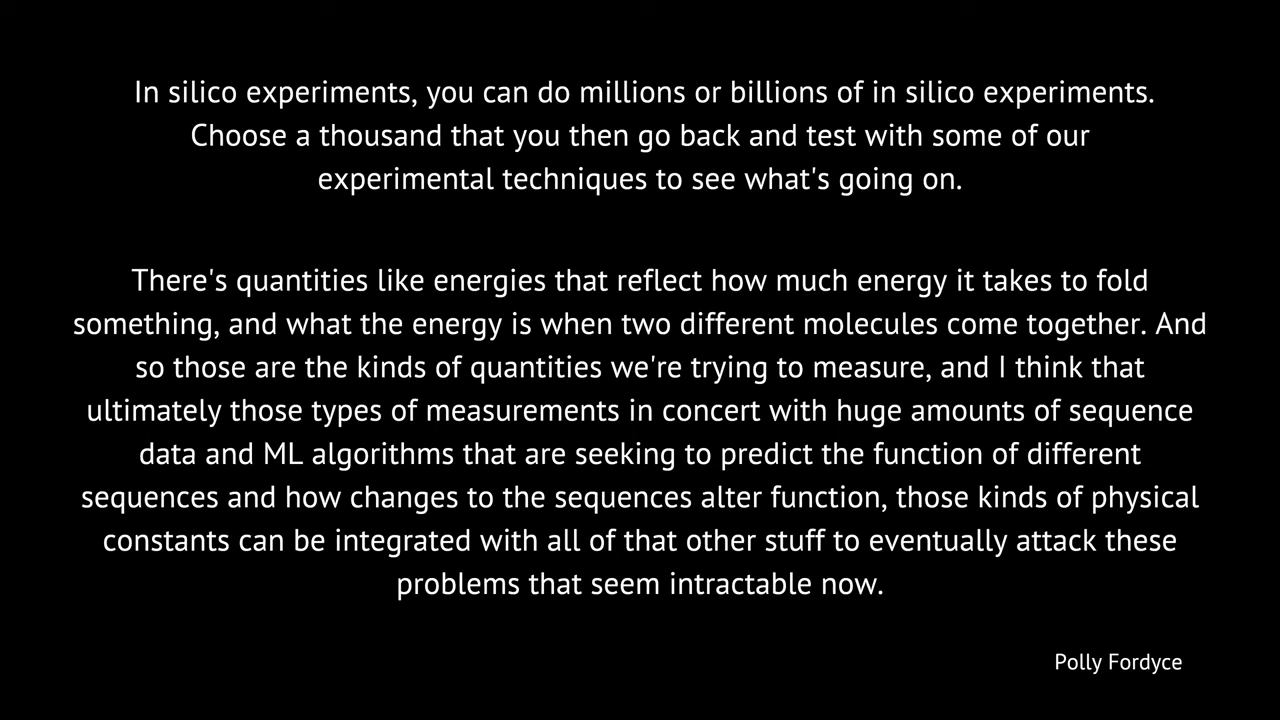 In silico experiments, you can do millions or billions of in silico experiments.
Choose a thousand that you then go back and test with some of our
experimental techniques to see what's going on.
There's quantities like energies that reflect how much energy it takes to fold
something, and what the energy is when two different molecules come together. And
so those are the kinds of quantities we're trying to measure, and I think that
ultimately those types of measurements in concert with huge amounts of sequence
data and ML algorithms that are seeking to predict the function of different
sequences and how changes to the sequences alter function, those kinds of physical
constants can be integrated with all of that other stuff to eventually attack these
problems that seem intractable now.
Polly Fordyce